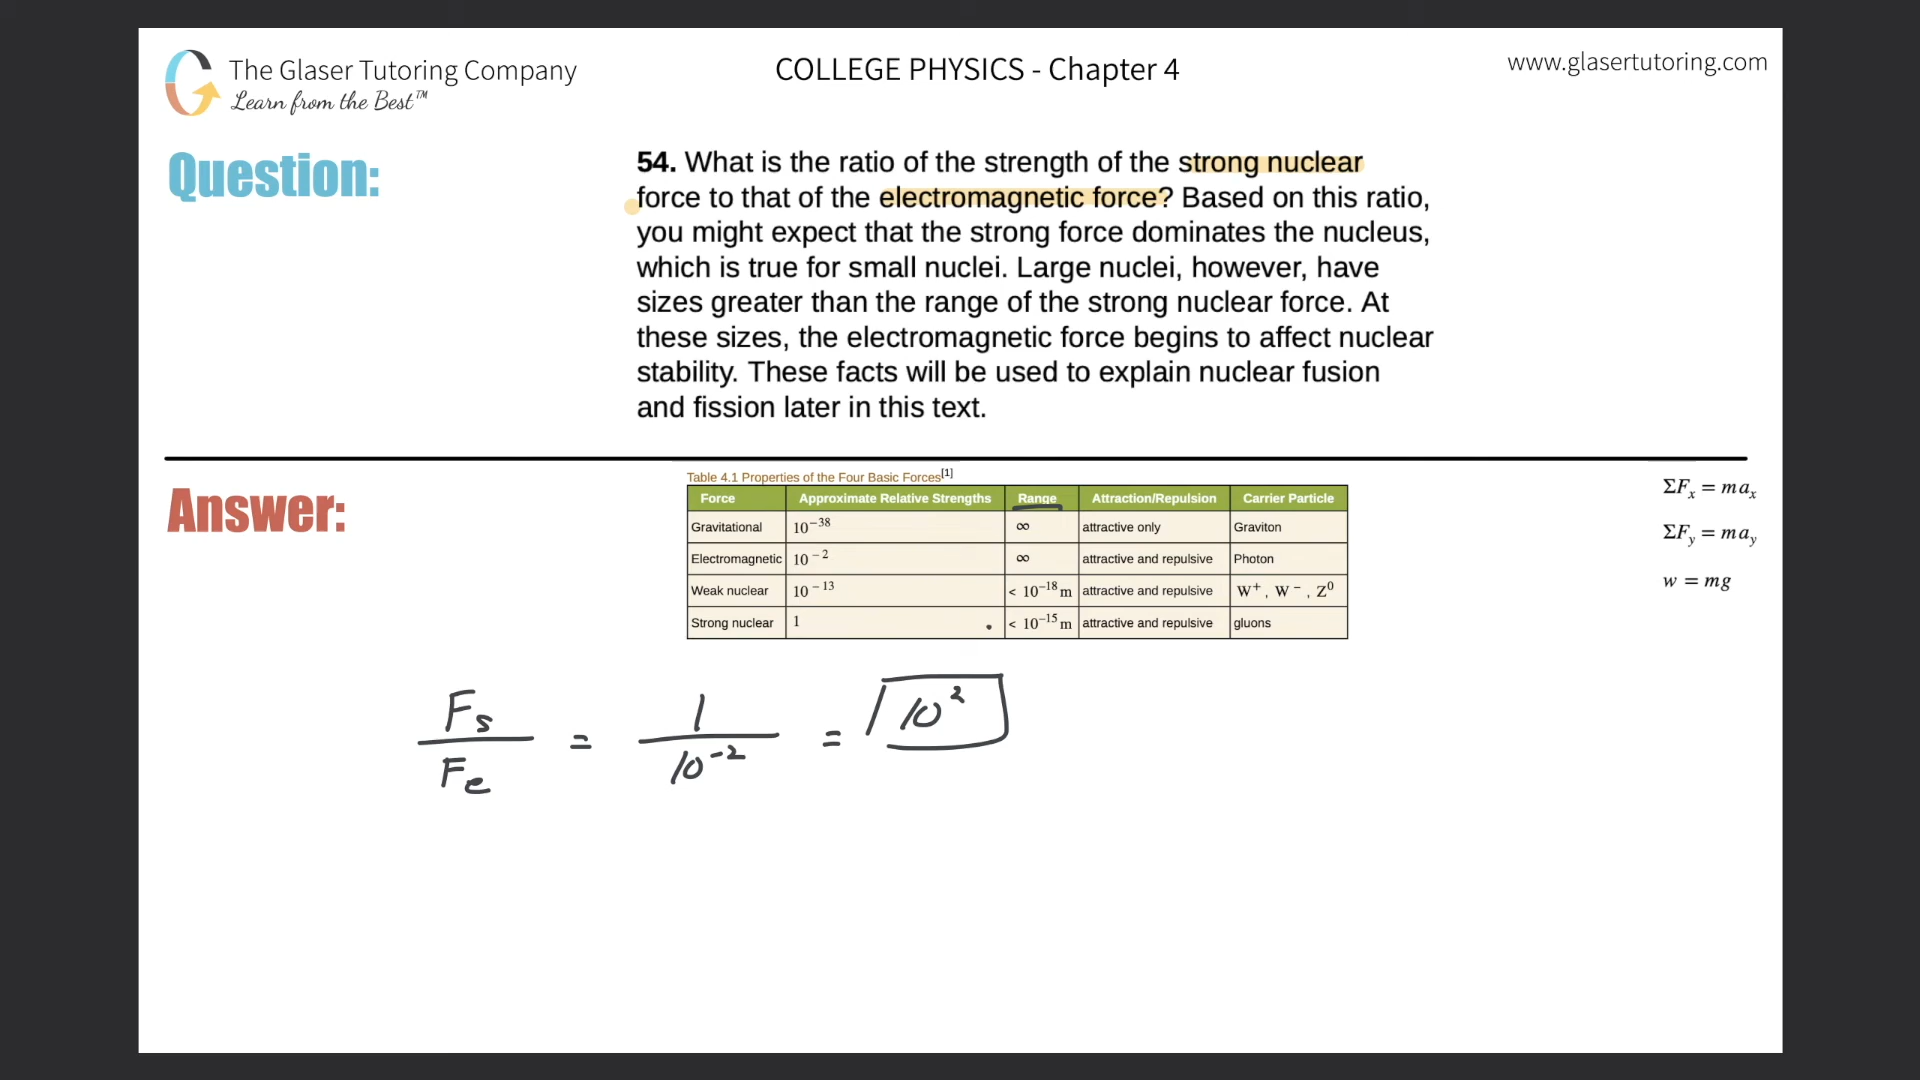 The Glaser Tutoring Company
Learn from the Best™
COLLEGE PHYSICS - Chapter 4
www.glasertutoring.com
Question:
54. What is the ratio of the strength of the strong nuclear
force to that of the electromagnetic force? Based on this ratio,
you might expect that the strong force dominates the nucleus,
which is true for small nuclei. Large nuclei, however, have
sizes greater than the range of the strong nuclear force. At
these sizes, the electromagnetic force begins to affect nuclear
stability. These facts will be used to explain nuclear fusion
and fission later in this text.
Answer:
Table 4.1 Properties of the Four Basic Forces[1]
Force Approximate Relative Strengths Range Attraction/Repulsion Carrier Particle
Gravitational 10⁻³⁸ ∞ attractive only Graviton
Electromagnetic 10⁻² ∞ attractive and repulsive Photon
Weak nuclear 10⁻¹³ < 10⁻¹⁸ m attractive and repulsive W⁺, W⁻, Z⁰
Strong nuclear 1 < 10⁻¹⁵ m attractive and repulsive gluons
ΣFₓ = maₓ
ΣF_y = ma_y
w = mg
F_s / F_e = 1 / 10⁻² = 10²